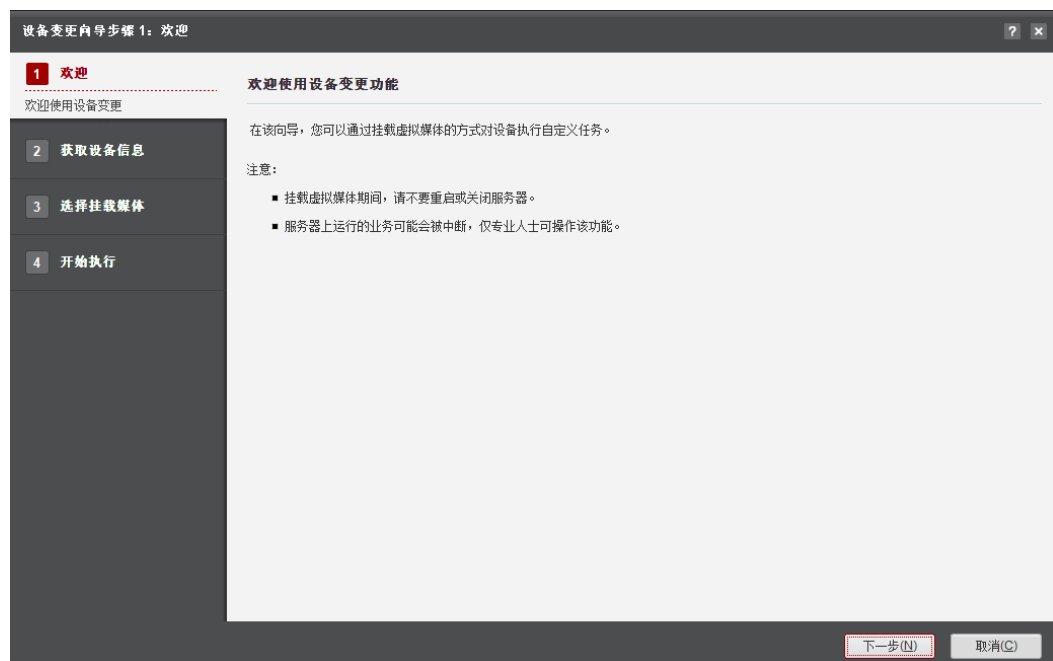 设备变更向导步骤 1：欢迎
? ×
1 欢迎
欢迎使用设备变更
2 获取设备信息
3 选择挂载媒体
4 开始执行
欢迎使用设备变更功能
在该向导，您可以通过挂载虚拟媒体的方式对设备执行自定义任务。
注意：
■ 挂载虚拟媒体期间，请不要重启或关闭服务器。
■ 服务器上运行的业务可能会被中断，仅专业人士可操作该功能。
下一步(N) 取消(C)